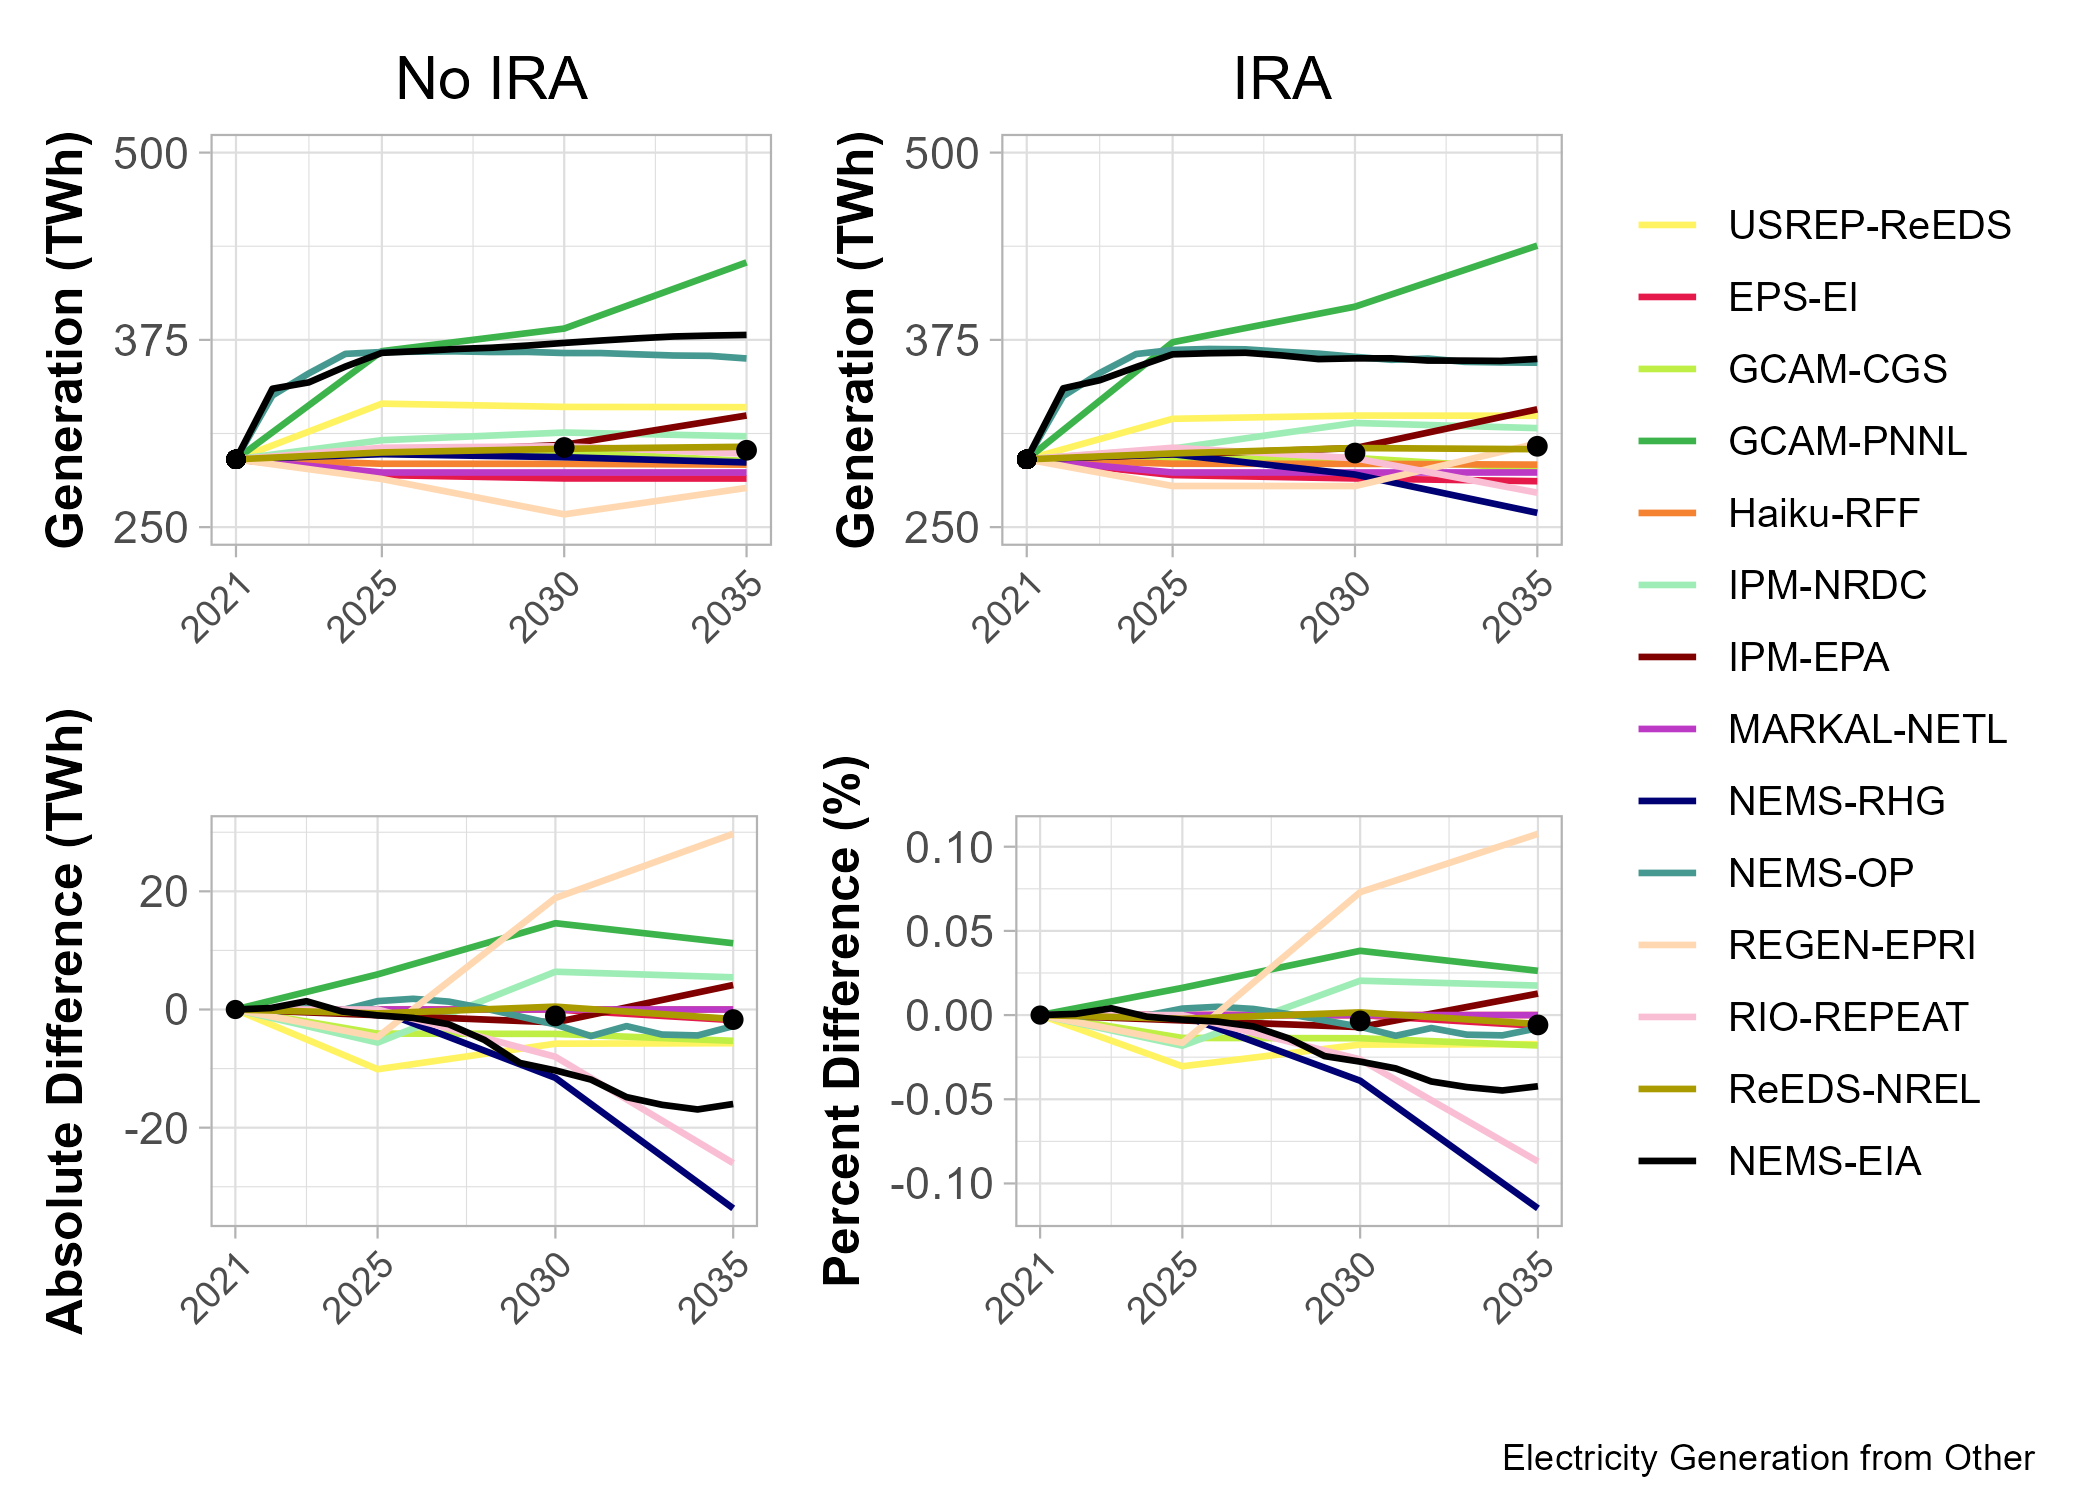 No IRA
IRA
Generation (TWh)
500
375
250
2021
2025
2030
2035
Generation (TWh)
500
375
250
2021
2025
2030
2035
Absolute Difference (TWh)
20
0
-20
2021
2025
2030
2035
Percent Difference (%)
0.10
0.05
0.00
-0.05
-0.10
2021
2025
2030
2035
USREP-ReEDS
EPS-EI
GCAM-CGS
GCAM-PNNL
Haiku-RFF
IPM-NRDC
IPM-EPA
MARKAL-NETL
NEMS-RHG
NEMS-OP
REGEN-EPRI
RIO-REPEAT
ReEDS-NREL
NEMS-EIA
Electricity Generation from Other